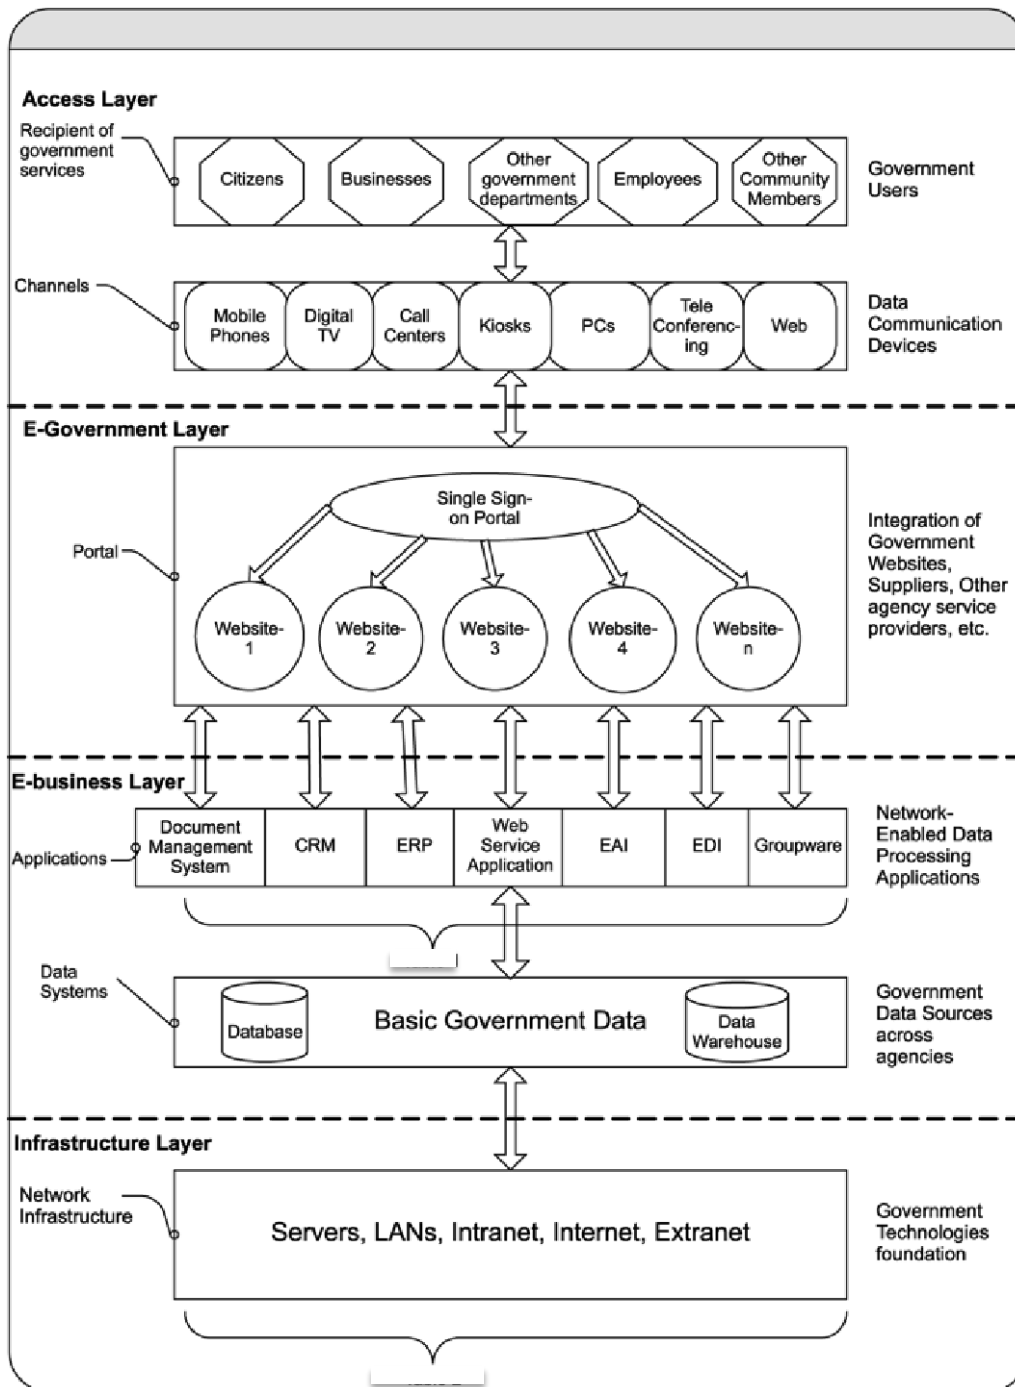 Access Layer
Recipient of
government
services
Citizens
Businesses
Other
government
departments
Employees
Other
Community
Members
Government
Users
Channels
Mobile
Phones
Digital
TV
Call
Centers
Kiosks
PCs
Tele
Conferenc-
ing
Web
Data
Communication
Devices
E-Government Layer
Portal
Single Sign-
on Portal
Website-
1
Website-
2
Website-
3
Website-
4
Website-
n
Integration of
Government
Websites,
Suppliers, Other
agency service
providers, etc.
E-business Layer
Applications
Document
Management
System
CRM
ERP
Web
Service
Application
EAI
EDI
Groupware
Network-
Enabled Data
Processing
Applications
Data
Systems
Database
Basic Government Data
Data
Warehouse
Government
Data Sources
across
agencies
Infrastructure Layer
Network
Infrastructure
Servers, LANs, Intranet, Internet, Extranet
Government
Technologies
foundation